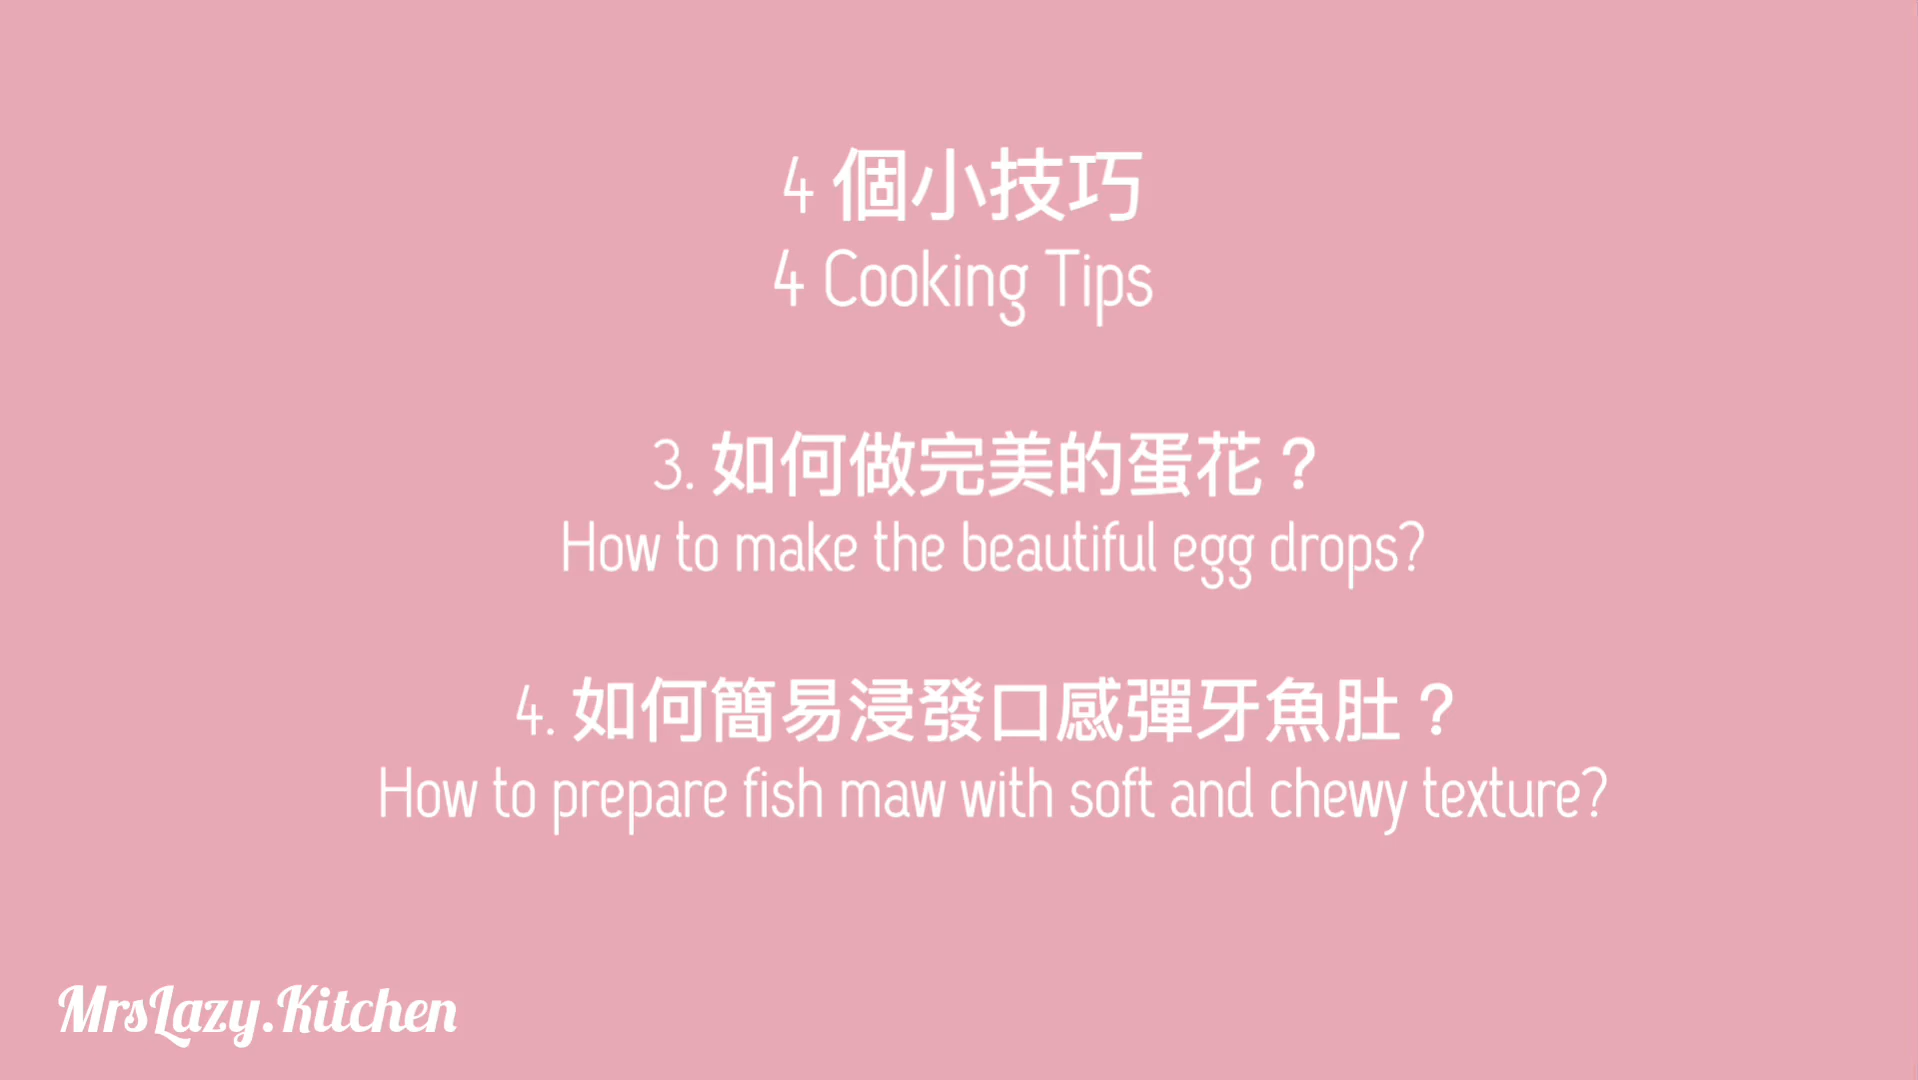 4 個小技巧
4 Cooking Tips
3. 如何做完美的蛋花？
How to make the beautiful egg drops?
4. 如何簡易浸發口感彈牙魚肚？
How to prepare fish maw with soft and chewy texture?
MrsLazy.Kitchen